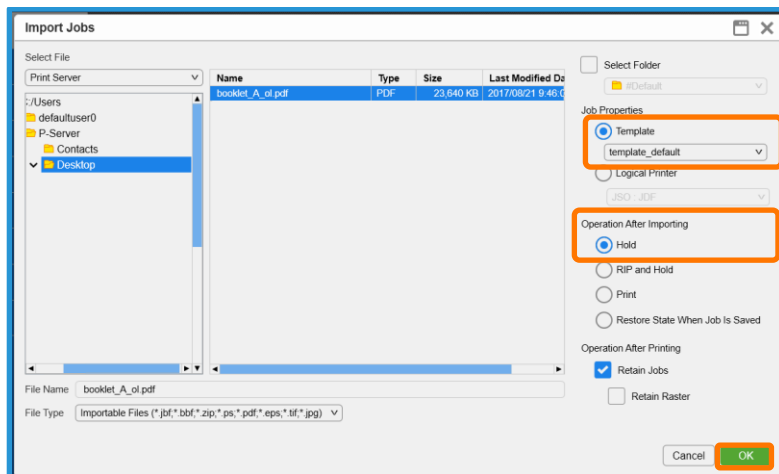 Import Jobs
Select File
Print Server
:/Users
defaultuser0
P-Server
Contacts
Desktop
Name Type Size Last Modified Da
booklet_A_ol.pdf PDF 23,640 KB 2017/08/21 9:46:0
File Name booklet_A_ol.pdf
File Type Importable Files (*.jbf;*.bbf;*.zip;*.ps;*.pdf;*.eps;*.tif;*.jpg)
Select Folder
#Default
Job Properties
Template
template_default
Logical Printer
JSO : JDF
Operation After Importing
Hold
RIP and Hold
Print
Restore State When Job Is Saved
Operation After Printing
Retain Jobs
Retain Raster
Cancel OK